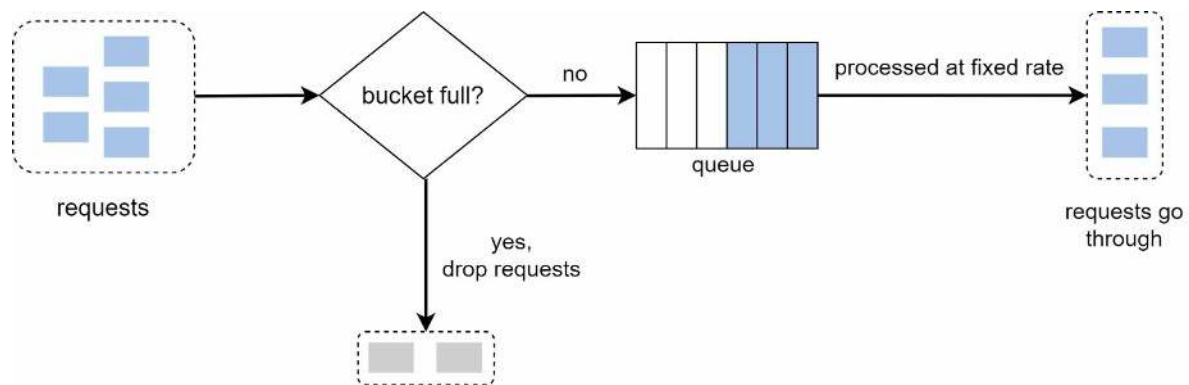 bucket full?
no
processed at fixed rate
queue
requests
requests go
through
yes,
drop requests